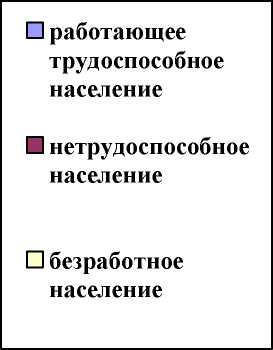 работающее
трудоспособное
население
нетрудоспособное
население
безработное
население